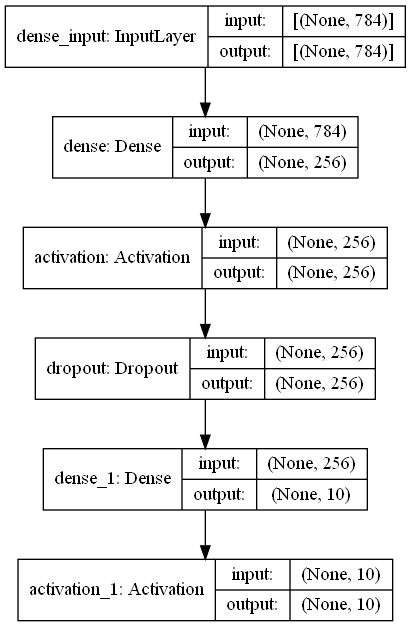 dense_input: InputLayer
input:
[(None, 784)]
output:
[(None, 784)]
dense: Dense
input:
(None, 784)
output:
(None, 256)
activation: Activation
input:
(None, 256)
output:
(None, 256)
dropout: Dropout
input:
(None, 256)
output:
(None, 256)
dense_1: Dense
input:
(None, 256)
output:
(None, 10)
activation_1: Activation
input:
(None, 10)
output:
(None, 10)